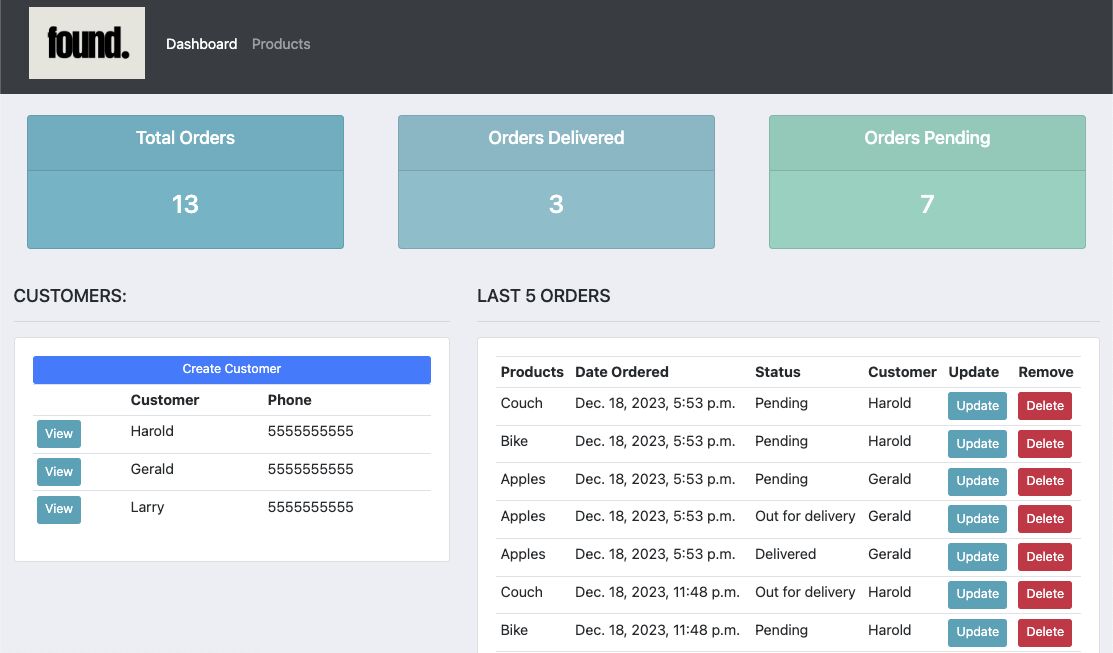 found.
Dashboard Products
Total Orders
13
Orders Delivered
3
Orders Pending
7
CUSTOMERS:
Create Customer
Customer Phone
View Harold 5555555555
View Gerald 5555555555
View Larry 5555555555
LAST 5 ORDERS
Products Date Ordered Status Customer Update Remove
Couch Dec. 18, 2023, 5:53 p.m. Pending Harold Update Delete
Bike Dec. 18, 2023, 5:53 p.m. Pending Harold Update Delete
Apples Dec. 18, 2023, 5:53 p.m. Pending Gerald Update Delete
Apples Dec. 18, 2023, 5:53 p.m. Out for delivery Gerald Update Delete
Apples Dec. 18, 2023, 5:53 p.m. Delivered Gerald Update Delete
Couch Dec. 18, 2023, 11:48 p.m. Out for delivery Harold Update Delete
Bike Dec. 18, 2023, 11:48 p.m. Pending Harold Update Delete